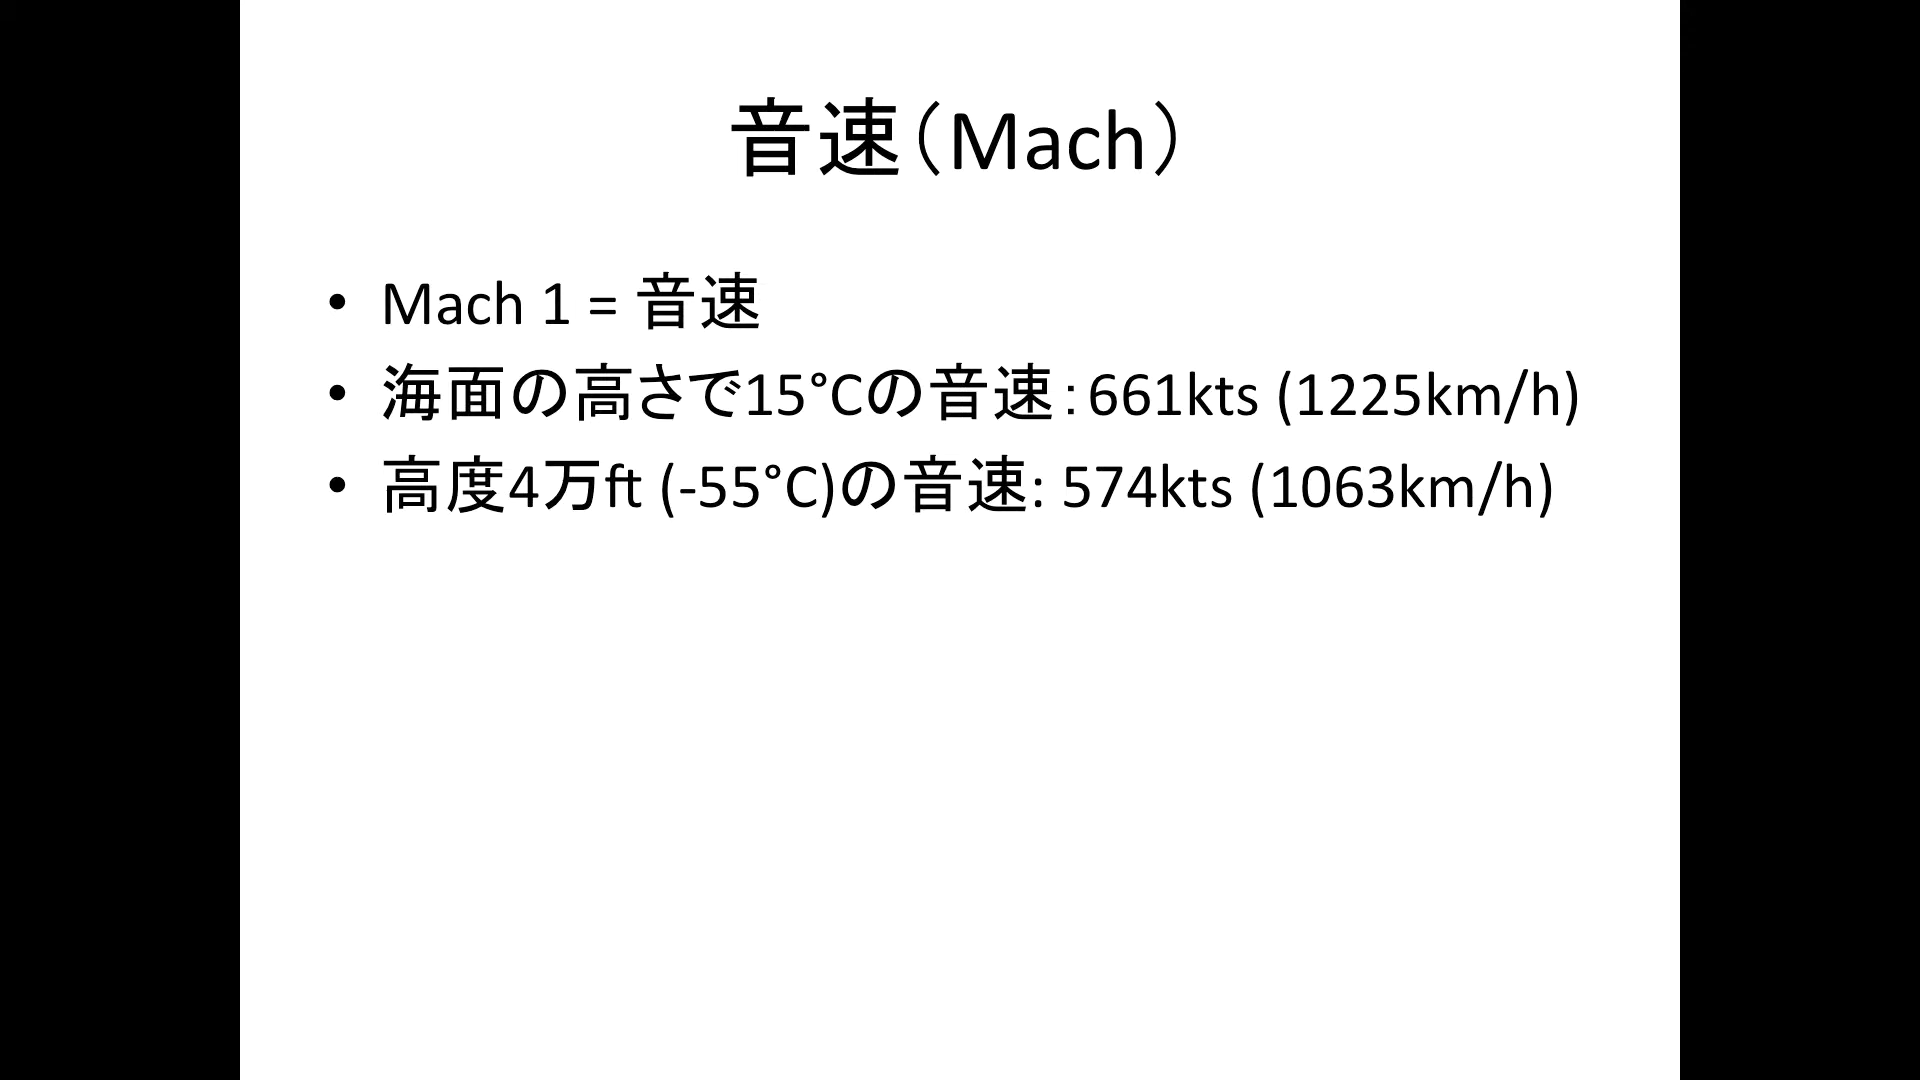 音速（Mach）
• Mach 1 = 音速
• 海面の高さで15°Cの音速：661kts (1225km/h)
• 高度4万ft (-55°C)の音速: 574kts (1063km/h)